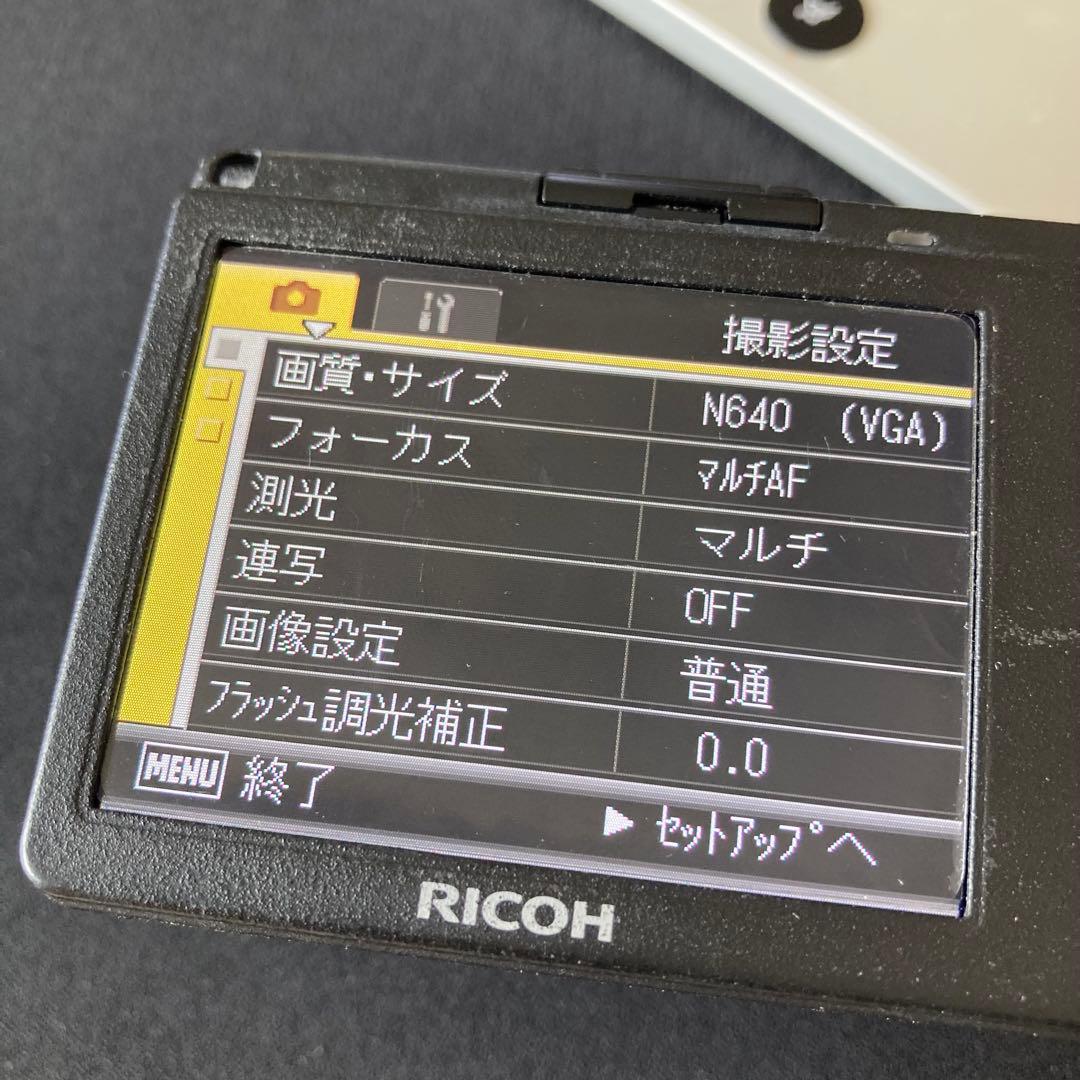 撮影設定
画質・サイズ N640 (VGA)
フォーカス ﾏﾙﾁAF
測光 マルチ
連写 OFF
画像設定 普通
ﾌﾗｯｼｭ調光補正 0.0
MENU 終了
▶ ｾｯﾄｱｯﾌﾟへ
RICOH